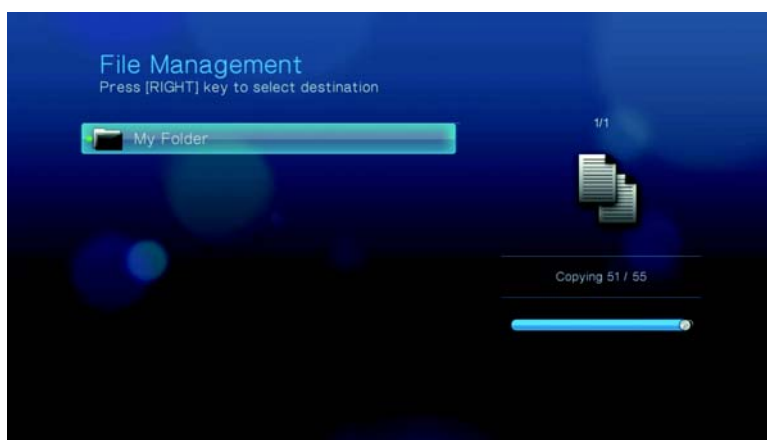 File Management
Press [RIGHT] key to select destination
My Folder
1/1
Copying 51 / 55